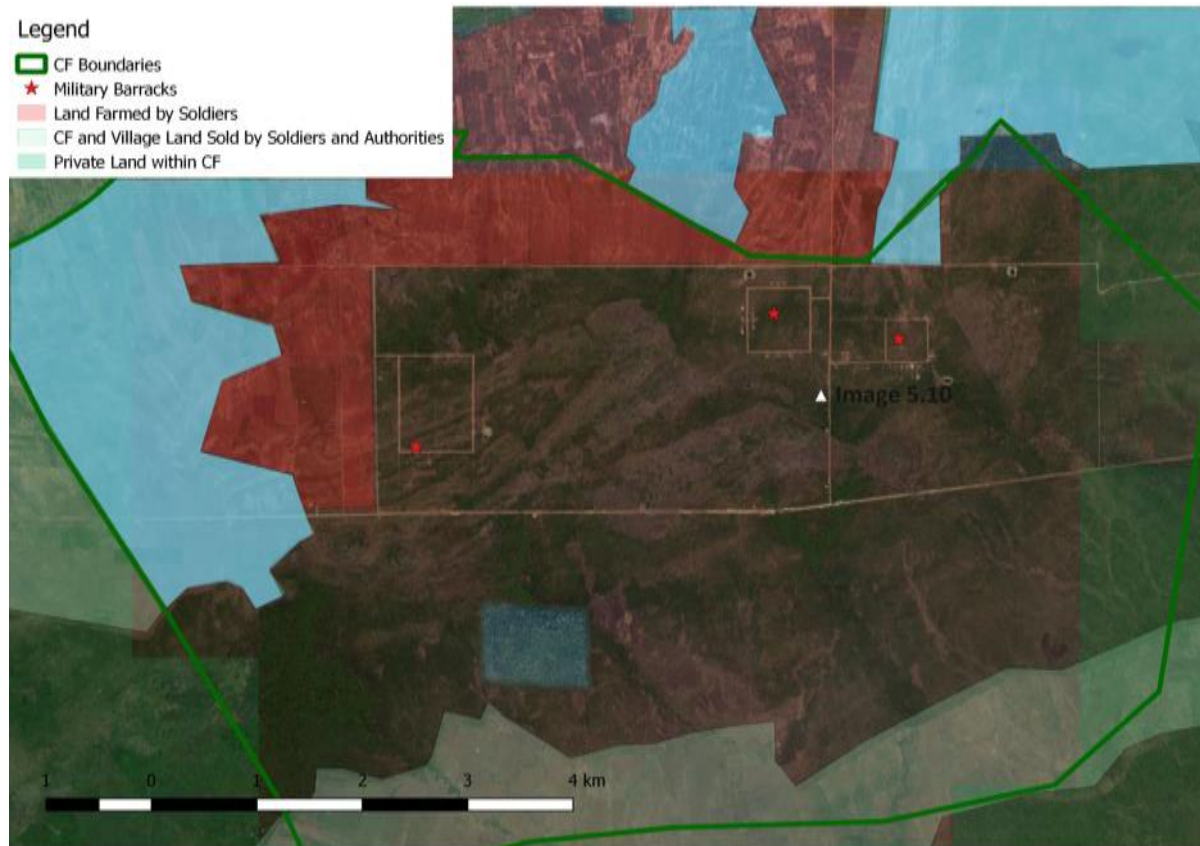 Legend
CF Boundaries
Military Barracks
Land Farmed by Soldiers
CF and Village Land Sold by Soldiers and Authorities
Private Land within CF
Image 5.10
1 0 1 2 3 4 km